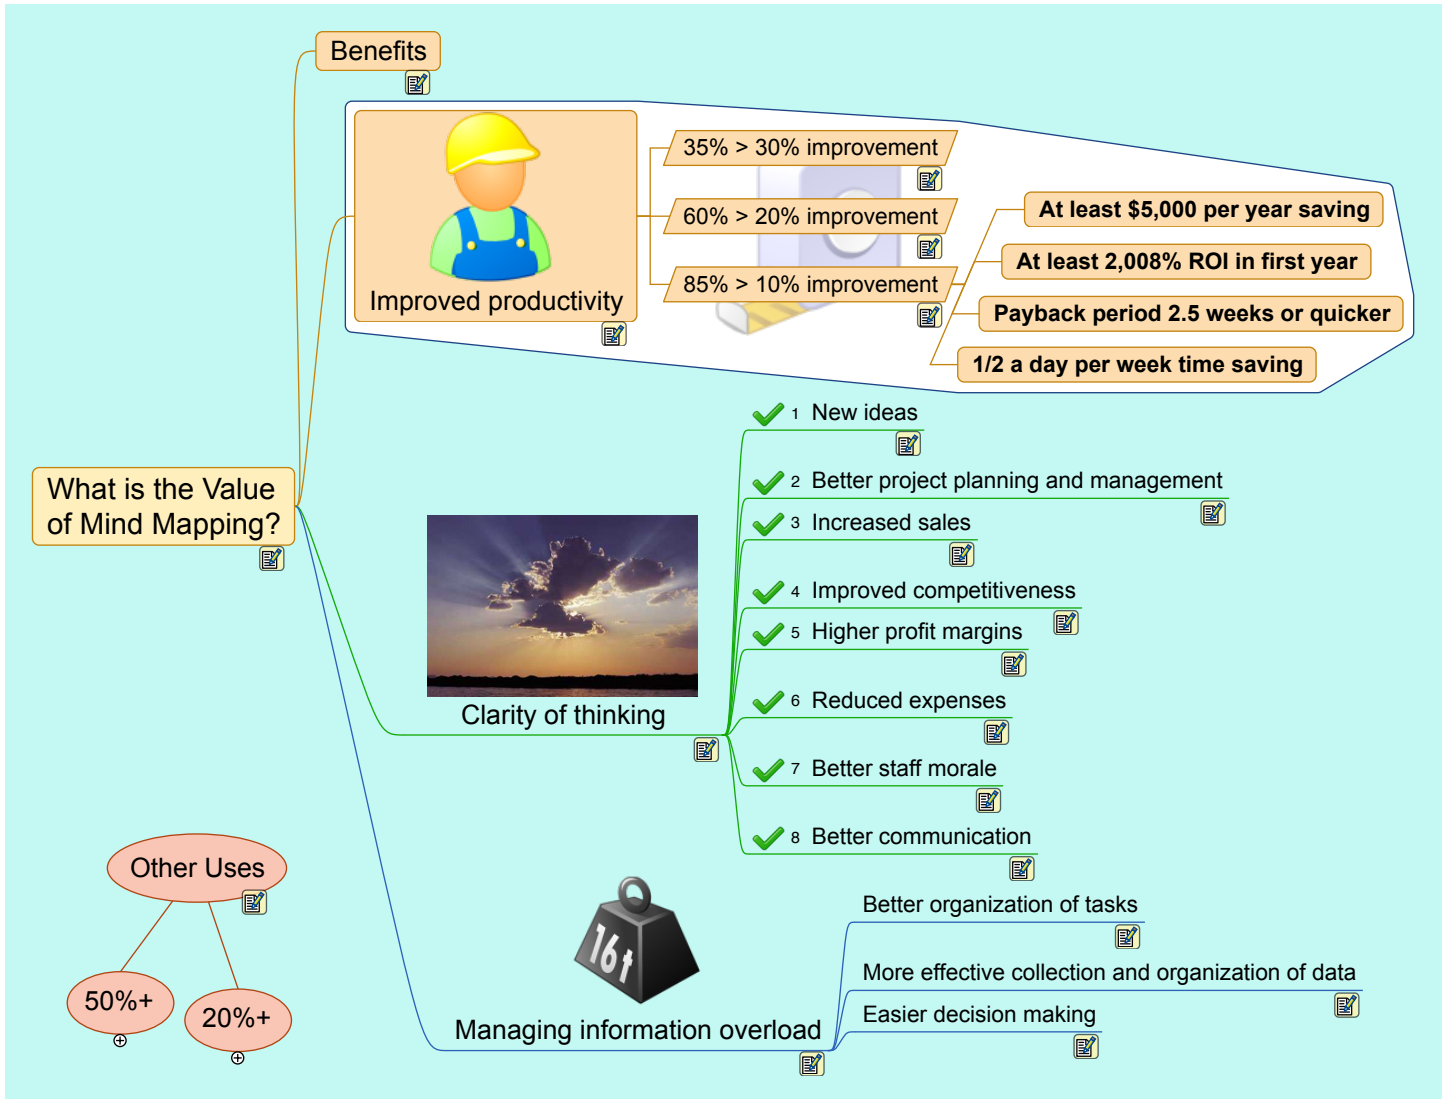 Benefits
Improved productivity
35% > 30% improvement
60% > 20% improvement
85% > 10% improvement
At least $5,000 per year saving
At least 2,008% ROI in first year
Payback period 2.5 weeks or quicker
1/2 a day per week time saving
What is the Value
of Mind Mapping?
Clarity of thinking
1 New ideas
2 Better project planning and management
3 Increased sales
4 Improved competitiveness
5 Higher profit margins
6 Reduced expenses
7 Better staff morale
8 Better communication
16t
Managing information overload
Better organization of tasks
More effective collection and organization of data
Easier decision making
Other Uses
50%+
20%+